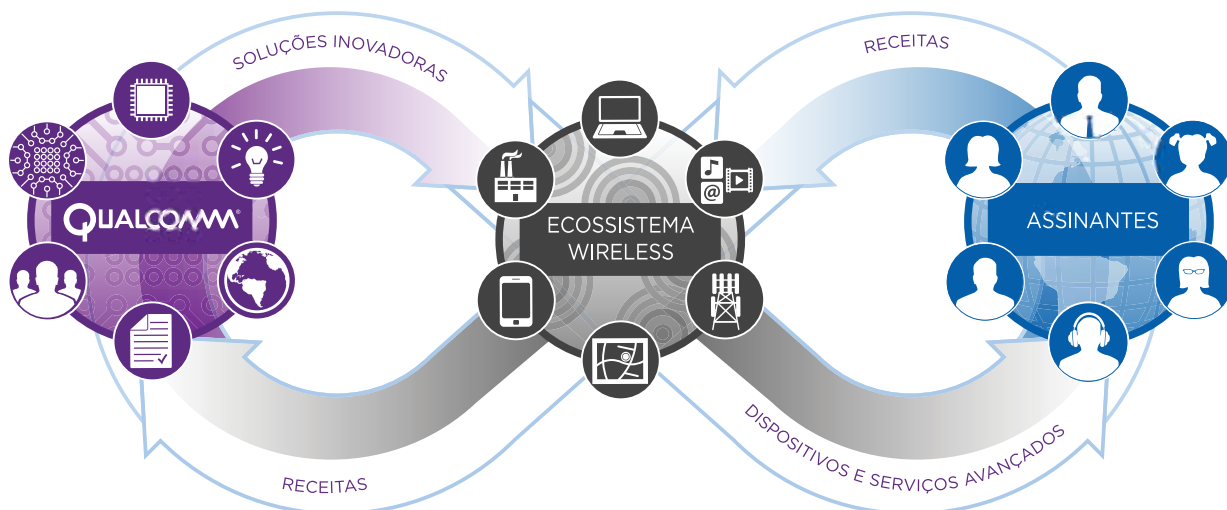 SOLUÇÕES INOVADORAS
RECEITAS
QUALCOMM®
ECOSSISTEMA
WIRELESS
ASSINANTES
@
RECEITAS
DISPOSITIVOS E SERVIÇOS AVANÇADOS